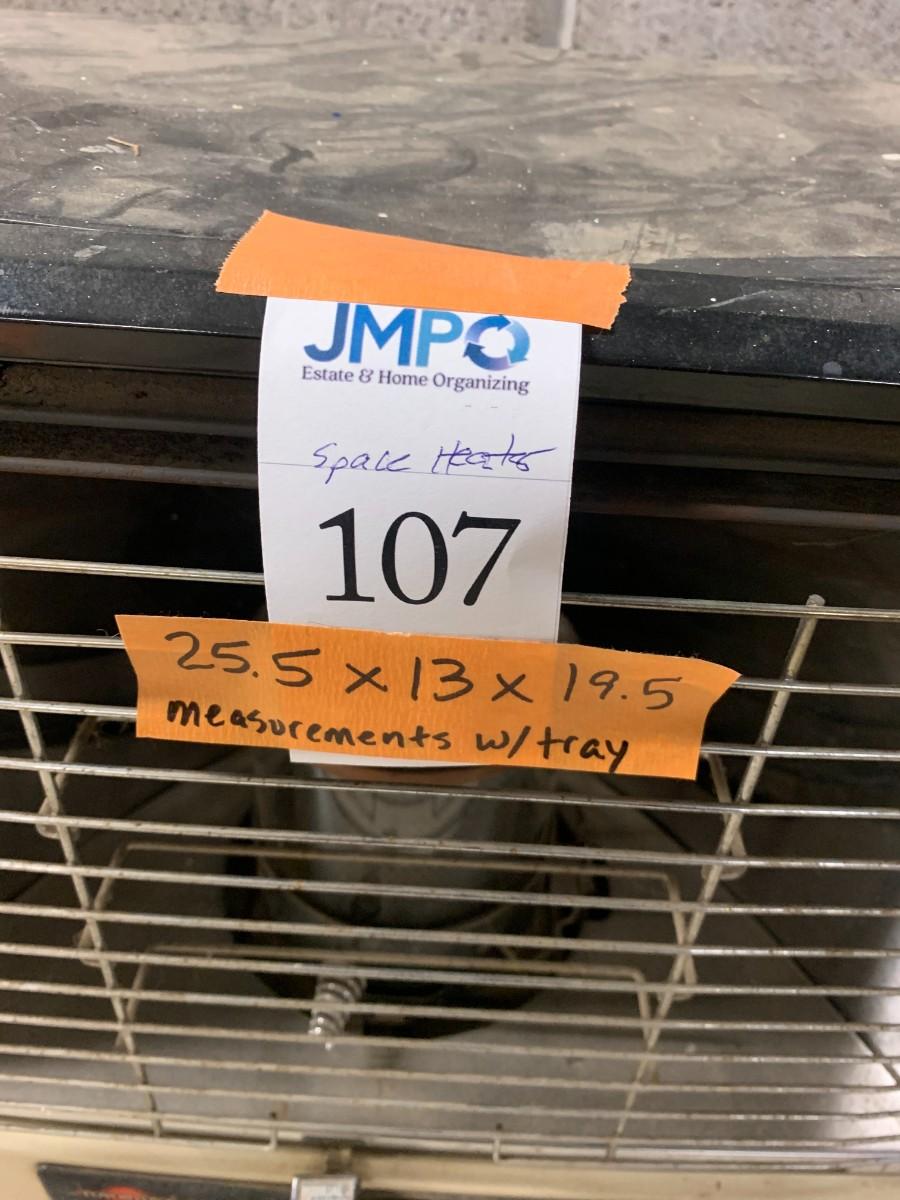 JMPO
Estate & Home Organizing
Space Heater
107
25.5 x 13 x 19.5
measurements w/ tray